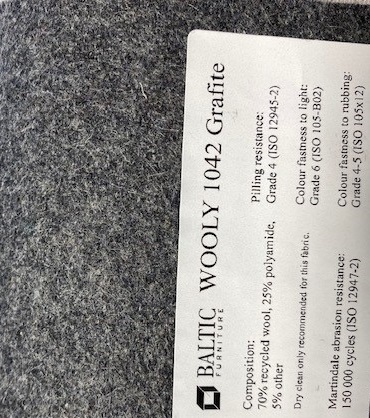 BALTIC
FURNITURE
WOOLY 1042 Grafite
Composition:
70% recycled wool, 25% polyamide,
5% other
Dry clean only recommended for this fabric.
Martindale abrasion resistance:
150 000 cycles (ISO 12947-2)
Pilling resistance:
Grade 4 (ISO 12945-2)
Colour fastness to light:
Grade 6 (ISO 105-B02)
Colour fastness to rubbing:
Grade 4-5 (ISO 105x12)